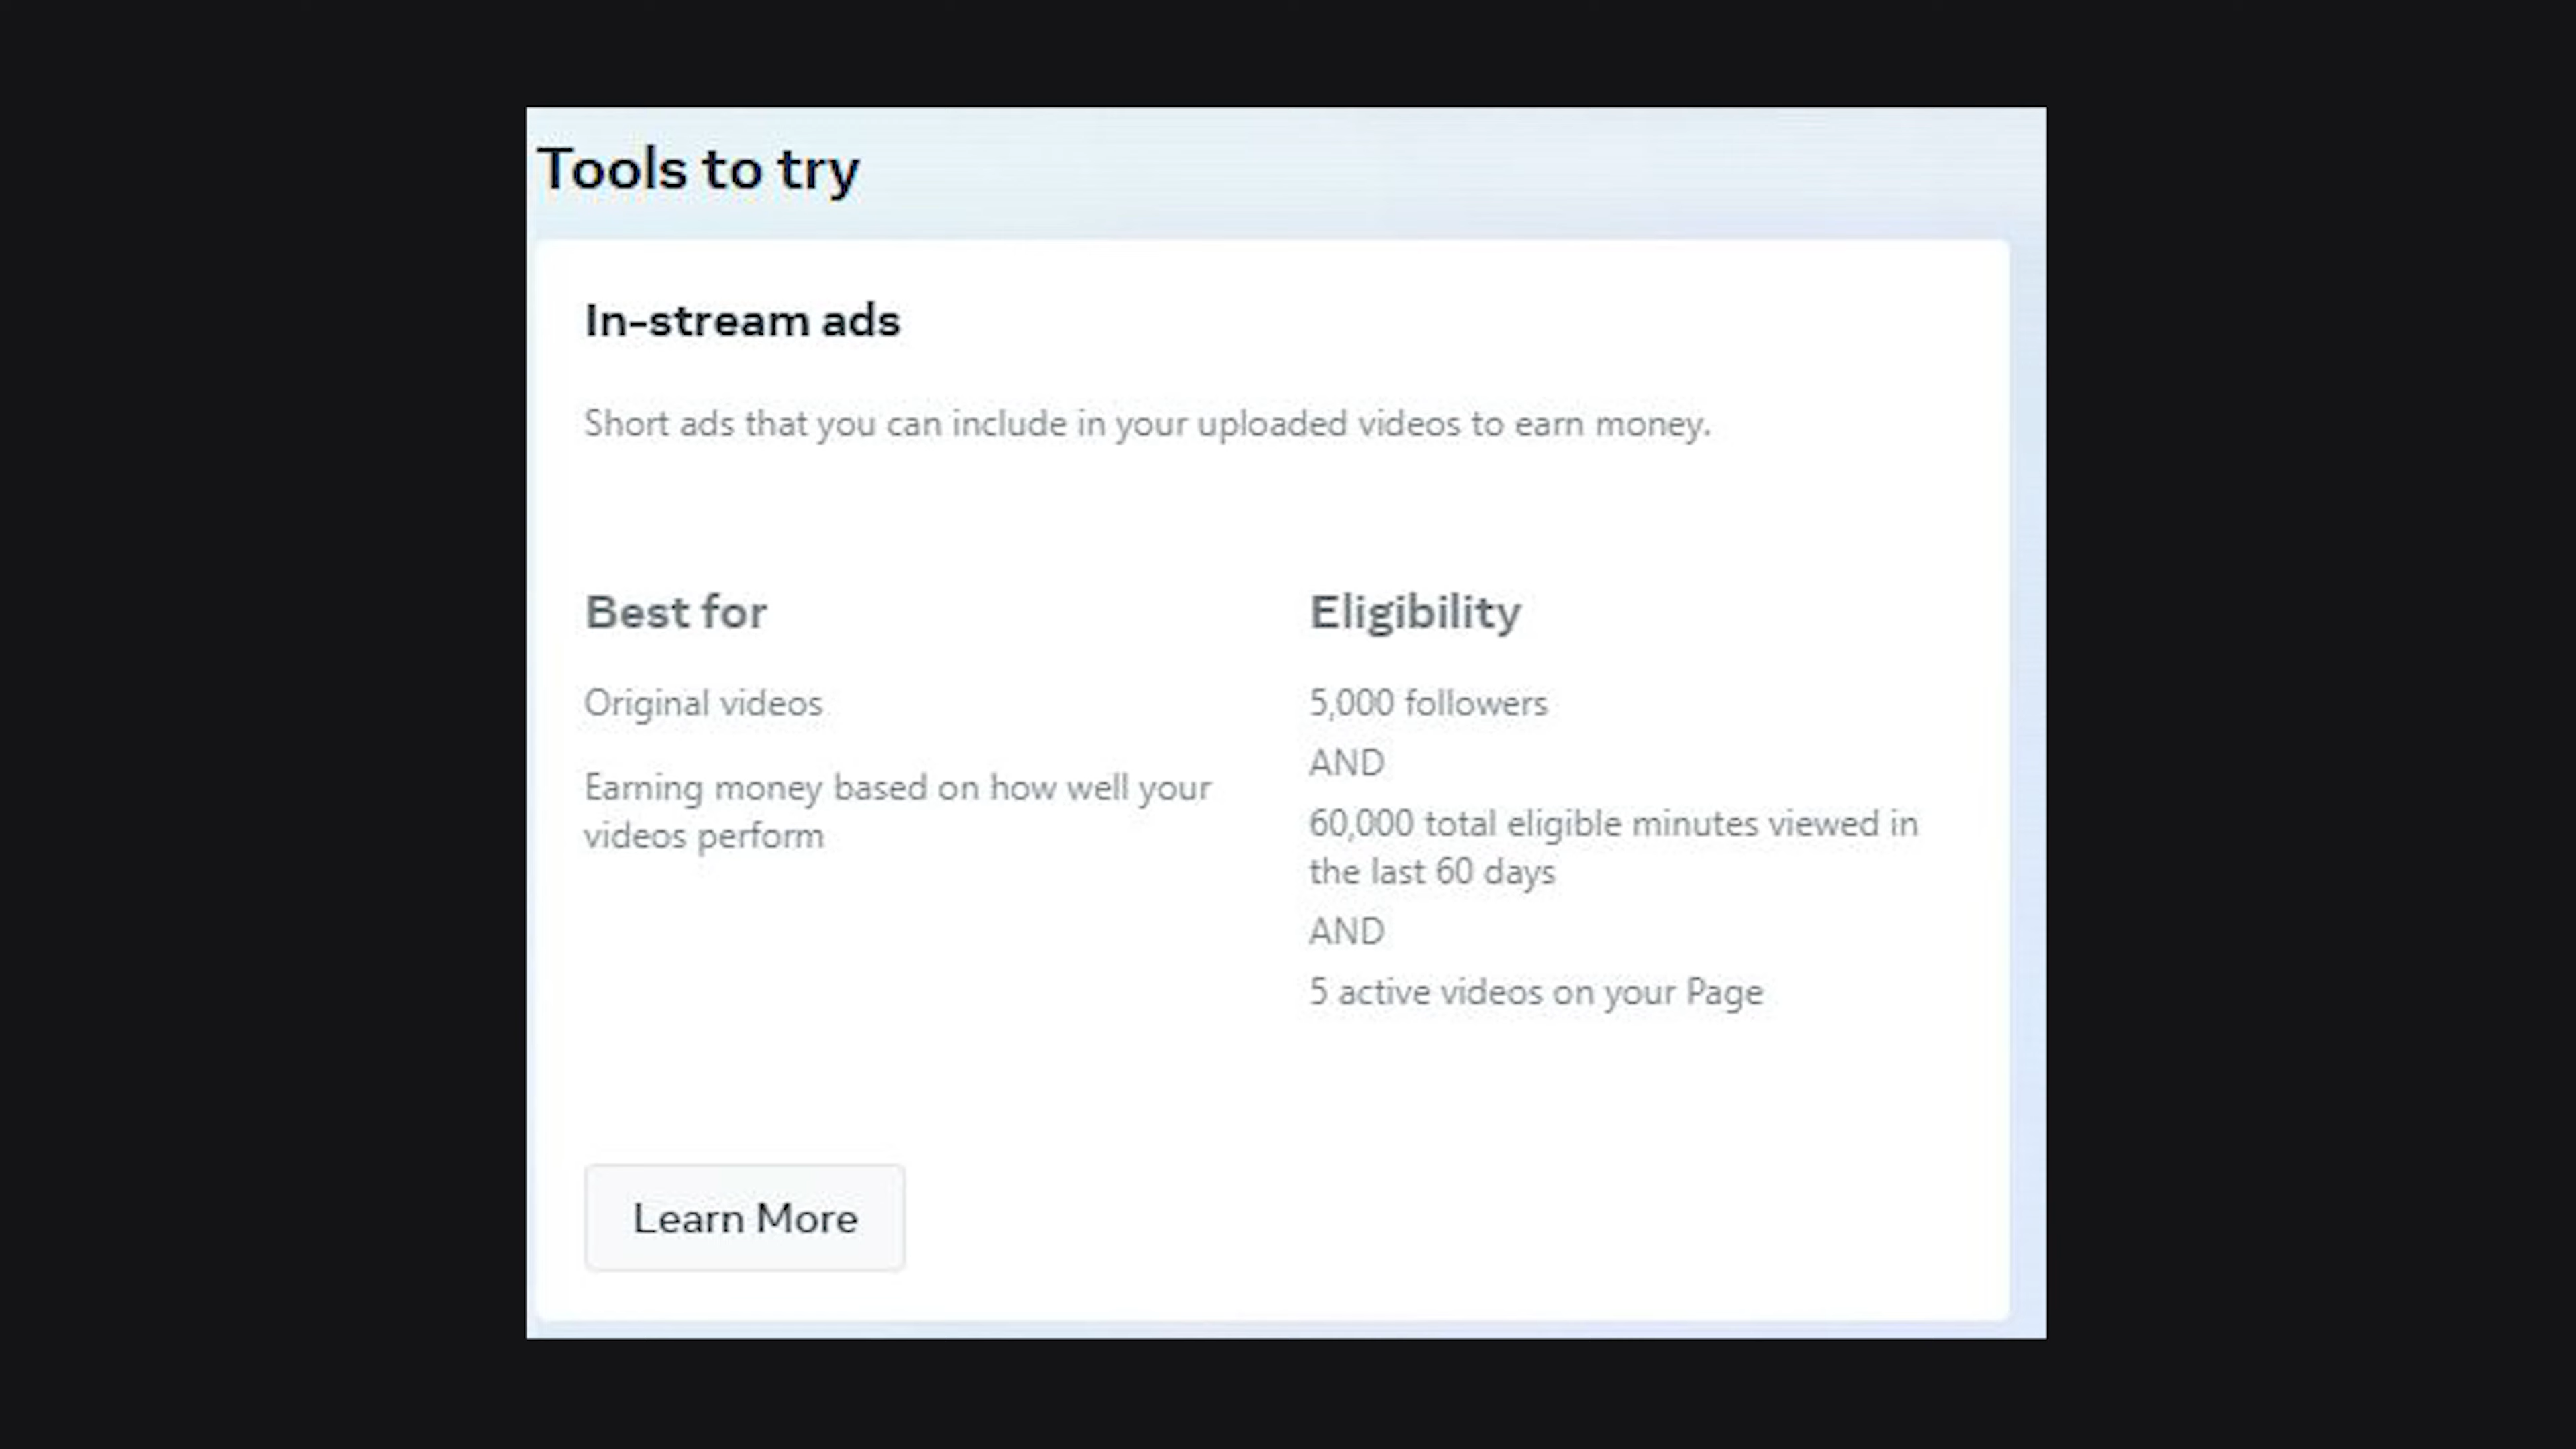 Tools to try
In-stream ads
Short ads that you can include in your uploaded videos to earn money.
Best for
Original videos
Earning money based on how well your
videos perform
Eligibility
5,000 followers
AND
60,000 total eligible minutes viewed in
the last 60 days
AND
5 active videos on your Page
Learn More